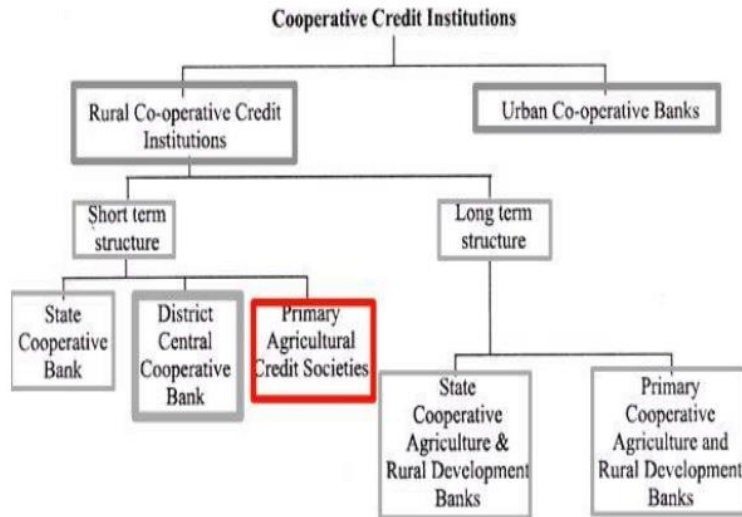 Cooperative Credit Institutions
Rural Co-operative Credit
Institutions
Urban Co-operative Banks
Short term
structure
Long term
structure
State
Cooperative
Bank
District
Central
Cooperative
Bank
Primary
Agricultural
Credit Societies
State
Cooperative
Agriculture &
Rural Development
Banks
Primary
Cooperative
Agriculture and
Rural Development
Banks